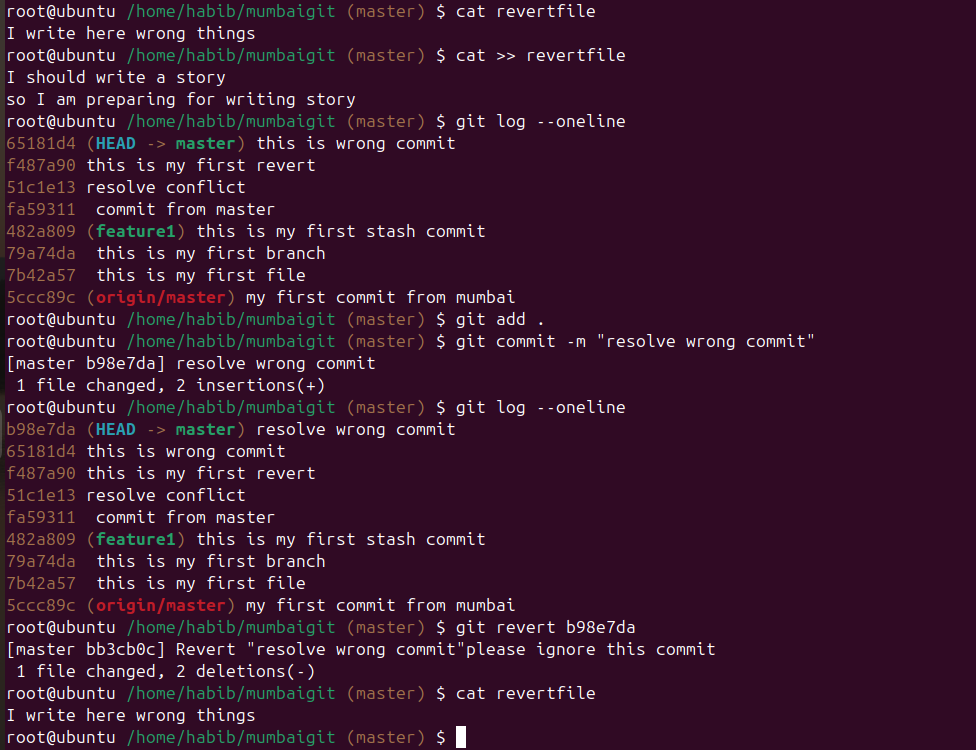 root@ubuntu /home/habib/mumbaigit (master) $ cat revertfile
I write here wrong things
root@ubuntu /home/habib/mumbaigit (master) $ cat >> revertfile
I should write a story
so I am preparing for writing story
root@ubuntu /home/habib/mumbaigit (master) $ git log --oneline
65181d4 (HEAD -> master) this is wrong commit
f487a90 this is my first revert
51c1e13 resolve conflict
fa59311  commit from master
482a809 (feature1) this is my first stash commit
79a74da  this is my first branch
7b42a57  this is my first file
5ccc89c (origin/master) my first commit from mumbai
root@ubuntu /home/habib/mumbaigit (master) $ git add .
root@ubuntu /home/habib/mumbaigit (master) $ git commit -m "resolve wrong commit"
[master b98e7da] resolve wrong commit
 1 file changed, 2 insertions(+)
root@ubuntu /home/habib/mumbaigit (master) $ git log --oneline
b98e7da (HEAD -> master) resolve wrong commit
65181d4 this is wrong commit
f487a90 this is my first revert
51c1e13 resolve conflict
fa59311  commit from master
482a809 (feature1) this is my first stash commit
79a74da  this is my first branch
7b42a57  this is my first file
5ccc89c (origin/master) my first commit from mumbai
root@ubuntu /home/habib/mumbaigit (master) $ git revert b98e7da
[master bb3cb0c] Revert "resolve wrong commit"please ignore this commit
 1 file changed, 2 deletions(-)
root@ubuntu /home/habib/mumbaigit (master) $ cat revertfile
I write here wrong things
root@ubuntu /home/habib/mumbaigit (master) $